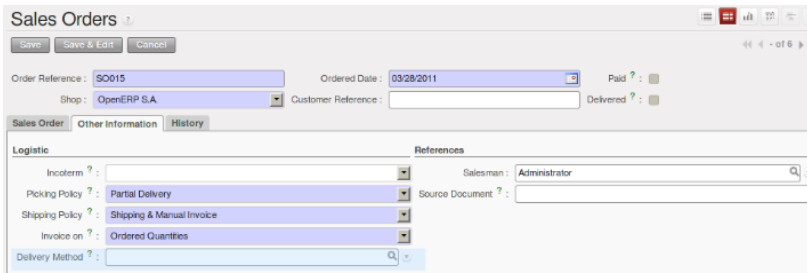 Sales Orders ?
Save Save & Edit Cancel - of 6
Order Reference : SO015 Ordered Date : 03/28/2011 Paid ? :
Shop : OpenERP S.A. Customer Reference : Delivered ? :
Sales Order Other Information History
Logistic References
Incoterm ? : Salesman : Administrator
Picking Policy ? : Partial Delivery Source Document ? :
Shipping Policy ? : Shipping & Manual Invoice
Invoice on ? : Ordered Quantities
Delivery Method ? :